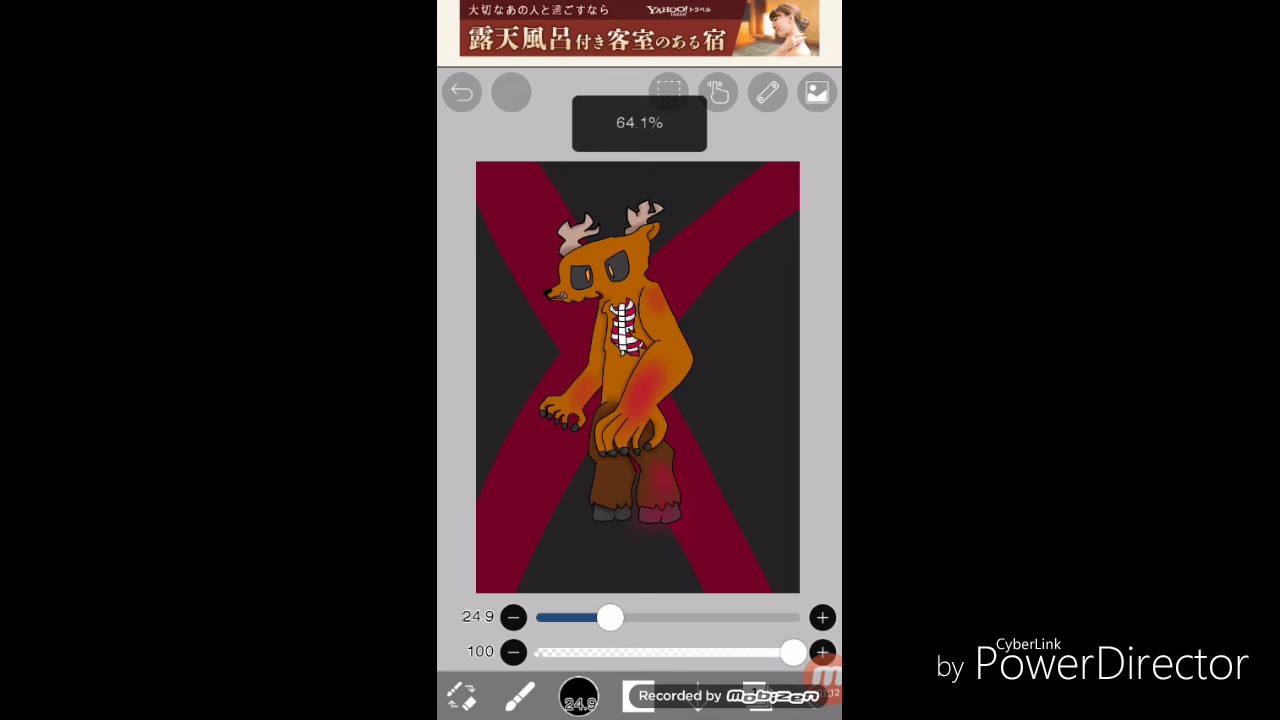 大切なあの人と過ごすなら
YAHOO! トラベル
JAPAN
露天風呂付き客室のある宿
64.1%
24.9
100
24.9
Recorded by mobizen
CyberLink
by PowerDirector